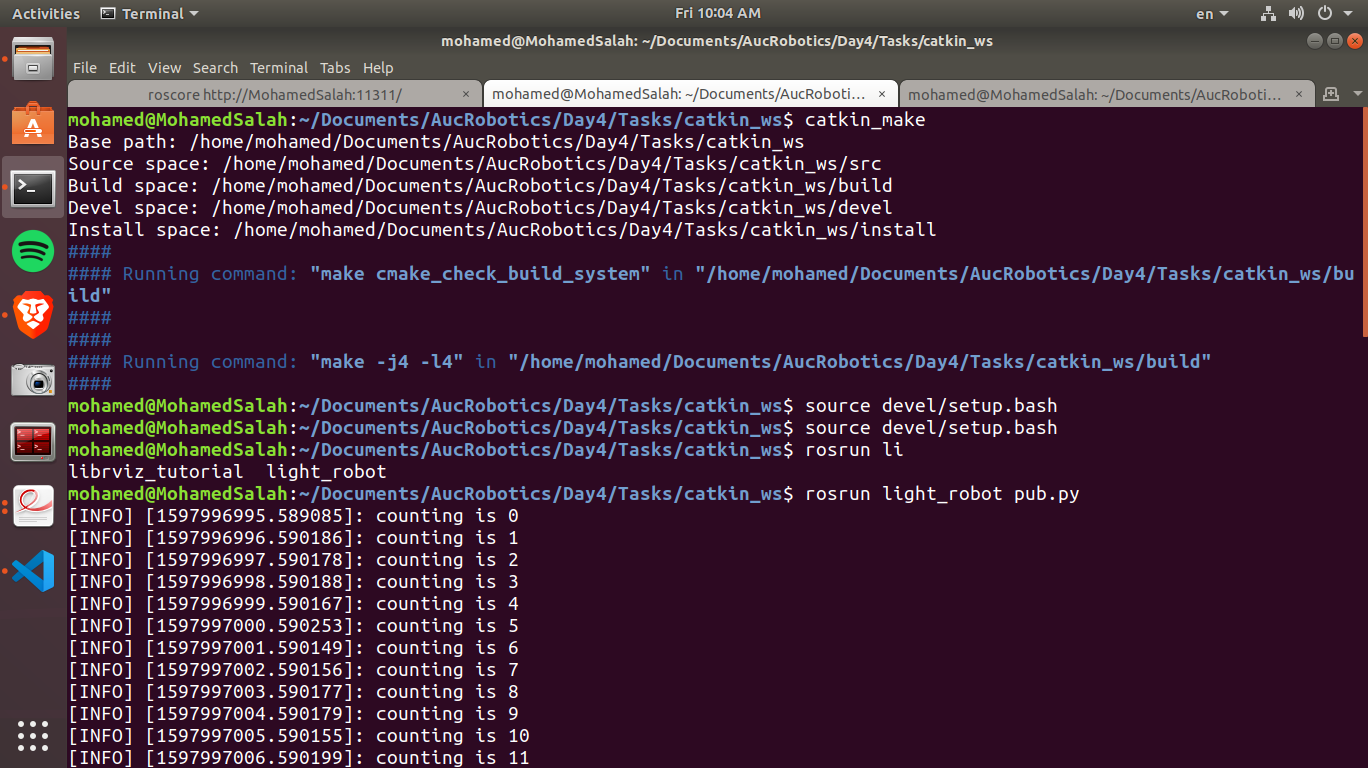 Activities Terminal Fri 10:04 AM en
mohamed@MohamedSalah: ~/Documents/AucRobotics/Day4/Tasks/catkin_ws
File Edit View Search Terminal Tabs Help
roscore http://MohamedSalah:11311/ × mohamed@MohamedSalah: ~/Documents/AucRoboti... × mohamed@MohamedSalah: ~/Documents/AucRoboti... ×
mohamed@MohamedSalah:~/Documents/AucRobotics/Day4/Tasks/catkin_ws$ catkin_make
Base path: /home/mohamed/Documents/AucRobotics/Day4/Tasks/catkin_ws
Source space: /home/mohamed/Documents/AucRobotics/Day4/Tasks/catkin_ws/src
Build space: /home/mohamed/Documents/AucRobotics/Day4/Tasks/catkin_ws/build
Devel space: /home/mohamed/Documents/AucRobotics/Day4/Tasks/catkin_ws/devel
Install space: /home/mohamed/Documents/AucRobotics/Day4/Tasks/catkin_ws/install
####
#### Running command: "make cmake_check_build_system" in "/home/mohamed/Documents/AucRobotics/Day4/Tasks/catkin_ws/bu
ild"
####
####
#### Running command: "make -j4 -l4" in "/home/mohamed/Documents/AucRobotics/Day4/Tasks/catkin_ws/build"
####
mohamed@MohamedSalah:~/Documents/AucRobotics/Day4/Tasks/catkin_ws$ source devel/setup.bash
mohamed@MohamedSalah:~/Documents/AucRobotics/Day4/Tasks/catkin_ws$ source devel/setup.bash
mohamed@MohamedSalah:~/Documents/AucRobotics/Day4/Tasks/catkin_ws$ rosrun li
librviz_tutorial  light_robot
mohamed@MohamedSalah:~/Documents/AucRobotics/Day4/Tasks/catkin_ws$ rosrun light_robot pub.py
[INFO] [1597996995.589085]: counting is 0
[INFO] [1597996996.590186]: counting is 1
[INFO] [1597996997.590178]: counting is 2
[INFO] [1597996998.590188]: counting is 3
[INFO] [1597996999.590167]: counting is 4
[INFO] [1597997000.590253]: counting is 5
[INFO] [1597997001.590149]: counting is 6
[INFO] [1597997002.590156]: counting is 7
[INFO] [1597997003.590177]: counting is 8
[INFO] [1597997004.590179]: counting is 9
[INFO] [1597997005.590155]: counting is 10
[INFO] [1597997006.590199]: counting is 11